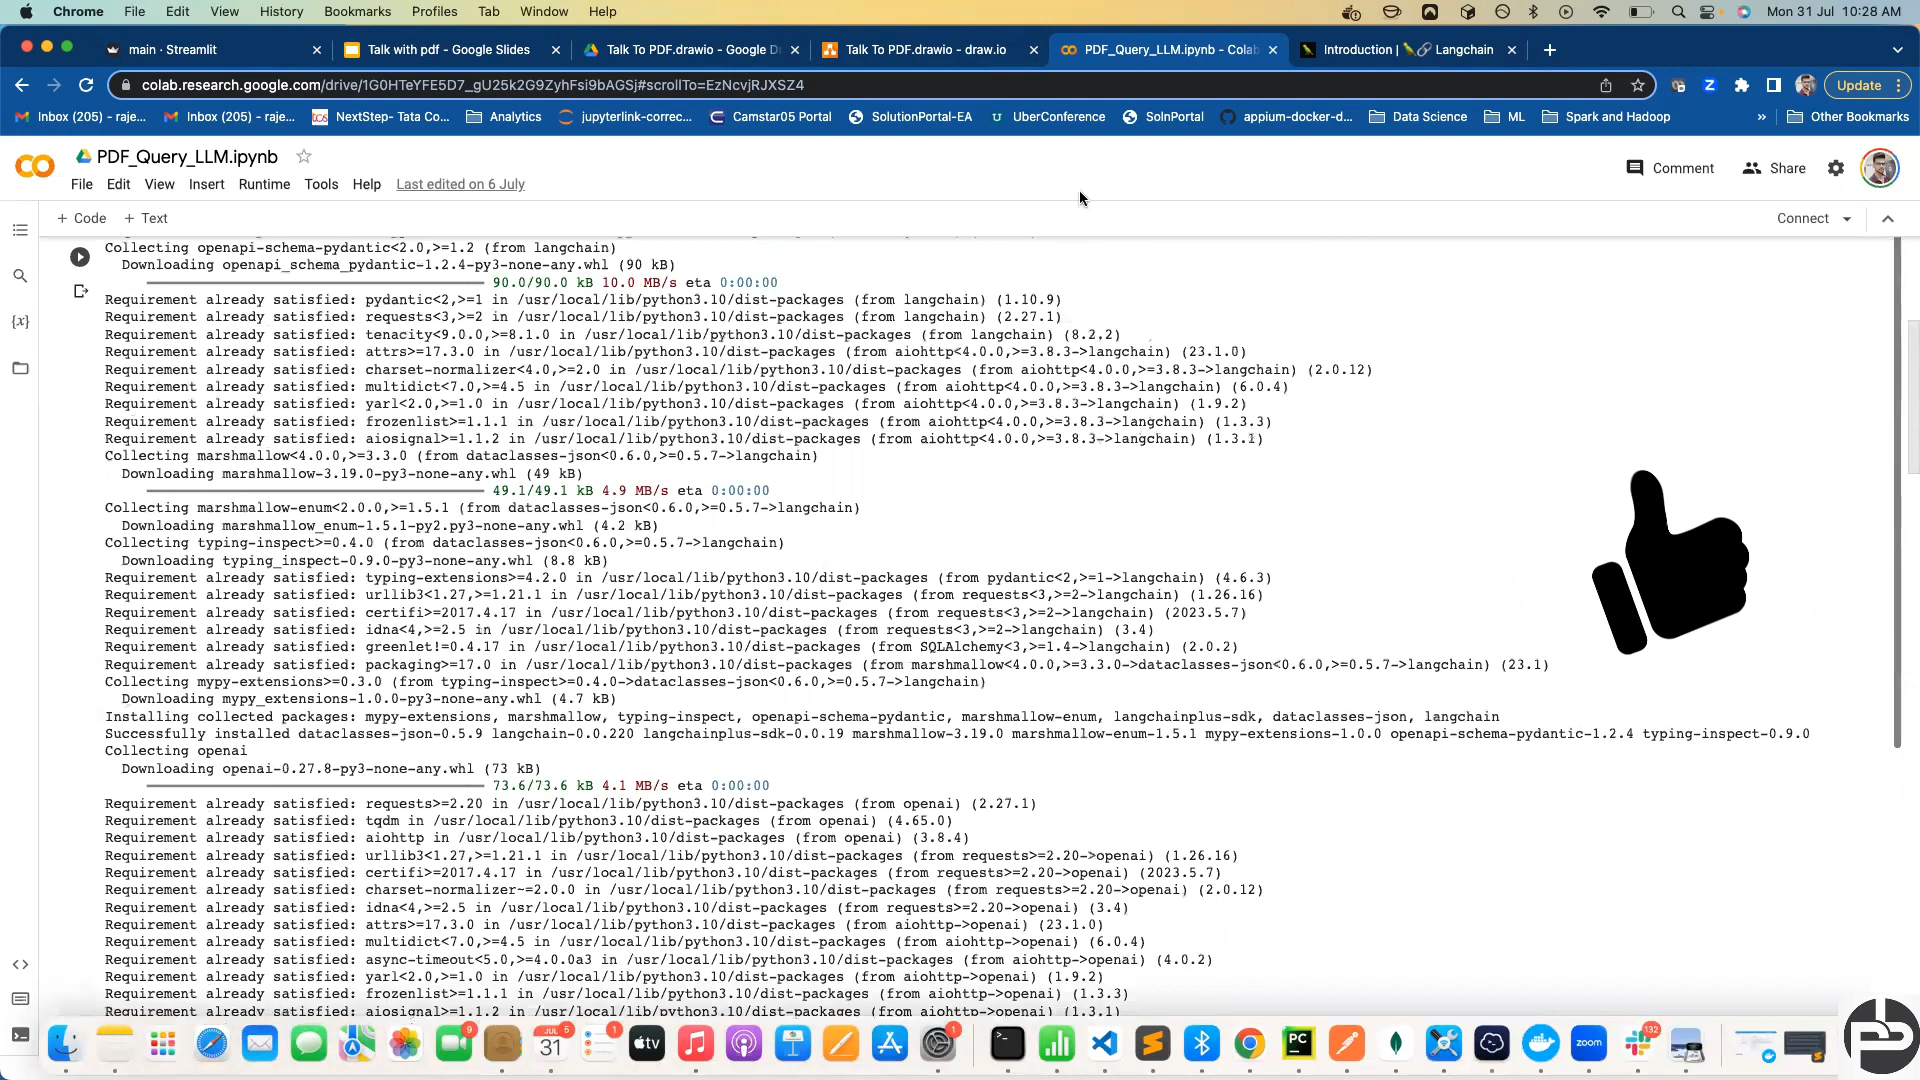 Chrome File Edit View History Bookmarks Profiles Tab Window Help Mon 31 Jul 10:28 AM
main · Streamlit Talk with pdf - Google Slides Talk To PDF.drawio - Google D Talk To PDF.drawio - draw.io PDF_Query_LLM.ipynb - Colab Introduction | Langchain
colab.research.google.com/drive/1G0HTeYFE5D7_gU25k2G9ZyhFsi9bAGSj#scrollTo=EzNcvjRJXSZ4 Update
Inbox (205) - raje... Inbox (205) - raje... NextStep- Tata Co... Analytics jupyterlink-correc... Camstar05 Portal SolutionPortal-EA UberConference SolnPortal appium-docker-d... Data Science ML Spark and Hadoop » Other Bookmarks
PDF_Query_LLM.ipynb
File Edit View Insert Runtime Tools Help Last edited on 6 July Comment Share
+ Code + Text Connect
Collecting openapi-schema-pydantic<2.0,>=1.2 (from langchain)
Downloading openapi_schema_pydantic-1.2.4-py3-none-any.whl (90 kB)
90.0/90.0 kB 10.0 MB/s eta 0:00:00
Requirement already satisfied: pydantic<2,>=1 in /usr/local/lib/python3.10/dist-packages (from langchain) (1.10.9)
Requirement already satisfied: requests<3,>=2 in /usr/local/lib/python3.10/dist-packages (from langchain) (2.27.1)
Requirement already satisfied: tenacity<9.0.0,>=8.1.0 in /usr/local/lib/python3.10/dist-packages (from langchain) (8.2.2)
Requirement already satisfied: attrs>=17.3.0 in /usr/local/lib/python3.10/dist-packages (from aiohttp<4.0.0,>=3.8.3->langchain) (23.1.0)
Requirement already satisfied: charset-normalizer<4.0,>=2.0 in /usr/local/lib/python3.10/dist-packages (from aiohttp<4.0.0,>=3.8.3->langchain) (2.0.12)
Requirement already satisfied: multidict<7.0,>=4.5 in /usr/local/lib/python3.10/dist-packages (from aiohttp<4.0.0,>=3.8.3->langchain) (6.0.4)
Requirement already satisfied: yarl<2.0,>=1.0 in /usr/local/lib/python3.10/dist-packages (from aiohttp<4.0.0,>=3.8.3->langchain) (1.9.2)
Requirement already satisfied: frozenlist>=1.1.1 in /usr/local/lib/python3.10/dist-packages (from aiohttp<4.0.0,>=3.8.3->langchain) (1.3.3)
Requirement already satisfied: aiosignal>=1.1.2 in /usr/local/lib/python3.10/dist-packages (from aiohttp<4.0.0,>=3.8.3->langchain) (1.3.1)
Collecting marshmallow<4.0.0,>=3.3.0 (from dataclasses-json<0.6.0,>=0.5.7->langchain)
Downloading marshmallow-3.19.0-py3-none-any.whl (49 kB)
49.1/49.1 kB 4.9 MB/s eta 0:00:00
Collecting marshmallow-enum<2.0.0,>=1.5.1 (from dataclasses-json<0.6.0,>=0.5.7->langchain)
Downloading marshmallow_enum-1.5.1-py2.py3-none-any.whl (4.2 kB)
Collecting typing-inspect>=0.4.0 (from dataclasses-json<0.6.0,>=0.5.7->langchain)
Downloading typing_inspect-0.9.0-py3-none-any.whl (8.8 kB)
Requirement already satisfied: typing-extensions>=4.2.0 in /usr/local/lib/python3.10/dist-packages (from pydantic<2,>=1->langchain) (4.6.3)
Requirement already satisfied: urllib3<1.27,>=1.21.1 in /usr/local/lib/python3.10/dist-packages (from requests<3,>=2->langchain) (1.26.16)
Requirement already satisfied: certifi>=2017.4.17 in /usr/local/lib/python3.10/dist-packages (from requests<3,>=2->langchain) (2023.5.7)
Requirement already satisfied: idna<4,>=2.5 in /usr/local/lib/python3.10/dist-packages (from requests<3,>=2->langchain) (3.4)
Requirement already satisfied: greenlet!=0.4.17 in /usr/local/lib/python3.10/dist-packages (from SQLAlchemy<3,>=1.4->langchain) (2.0.2)
Requirement already satisfied: packaging>=17.0 in /usr/local/lib/python3.10/dist-packages (from marshmallow<4.0.0,>=3.3.0->dataclasses-json<0.6.0,>=0.5.7->langchain) (23.1)
Collecting mypy-extensions>=0.3.0 (from typing-inspect>=0.4.0->dataclasses-json<0.6.0,>=0.5.7->langchain)
Downloading mypy_extensions-1.0.0-py3-none-any.whl (4.7 kB)
Installing collected packages: mypy-extensions, marshmallow, typing-inspect, openapi-schema-pydantic, marshmallow-enum, langchainplus-sdk, dataclasses-json, langchain
Successfully installed dataclasses-json-0.5.9 langchain-0.0.220 langchainplus-sdk-0.0.19 marshmallow-3.19.0 marshmallow-enum-1.5.1 mypy-extensions-1.0.0 openapi-schema-pydantic-1.2.4 typing-inspect-0.9.0
Collecting openai
Downloading openai-0.27.8-py3-none-any.whl (73 kB)
73.6/73.6 kB 4.1 MB/s eta 0:00:00
Requirement already satisfied: requests>=2.20 in /usr/local/lib/python3.10/dist-packages (from openai) (2.27.1)
Requirement already satisfied: tqdm in /usr/local/lib/python3.10/dist-packages (from openai) (4.65.0)
Requirement already satisfied: aiohttp in /usr/local/lib/python3.10/dist-packages (from openai) (3.8.4)
Requirement already satisfied: urllib3<1.27,>=1.21.1 in /usr/local/lib/python3.10/dist-packages (from requests>=2.20->openai) (1.26.16)
Requirement already satisfied: certifi>=2017.4.17 in /usr/local/lib/python3.10/dist-packages (from requests>=2.20->openai) (2023.5.7)
Requirement already satisfied: charset-normalizer~=2.0.0 in /usr/local/lib/python3.10/dist-packages (from requests>=2.20->openai) (2.0.12)
Requirement already satisfied: idna<4,>=2.5 in /usr/local/lib/python3.10/dist-packages (from requests>=2.20->openai) (3.4)
Requirement already satisfied: attrs>=17.3.0 in /usr/local/lib/python3.10/dist-packages (from aiohttp->openai) (23.1.0)
Requirement already satisfied: multidict<7.0,>=4.5 in /usr/local/lib/python3.10/dist-packages (from aiohttp->openai) (6.0.4)
Requirement already satisfied: async-timeout<5.0,>=4.0.0a3 in /usr/local/lib/python3.10/dist-packages (from aiohttp->openai) (4.0.2)
Requirement already satisfied: yarl<2.0,>=1.0 in /usr/local/lib/python3.10/dist-packages (from aiohttp->openai) (1.9.2)
Requirement already satisfied: frozenlist>=1.1.1 in /usr/local/lib/python3.10/dist-packages (from aiohttp->openai) (1.3.3)
Requirement already satisfied: aiosignal>=1.1.2 in /usr/local/lib/python3.10/dist-packages (from aiohttp->openai) (1.3.1)
9 JUL 31 5 1 tv 1 PC zoom 132